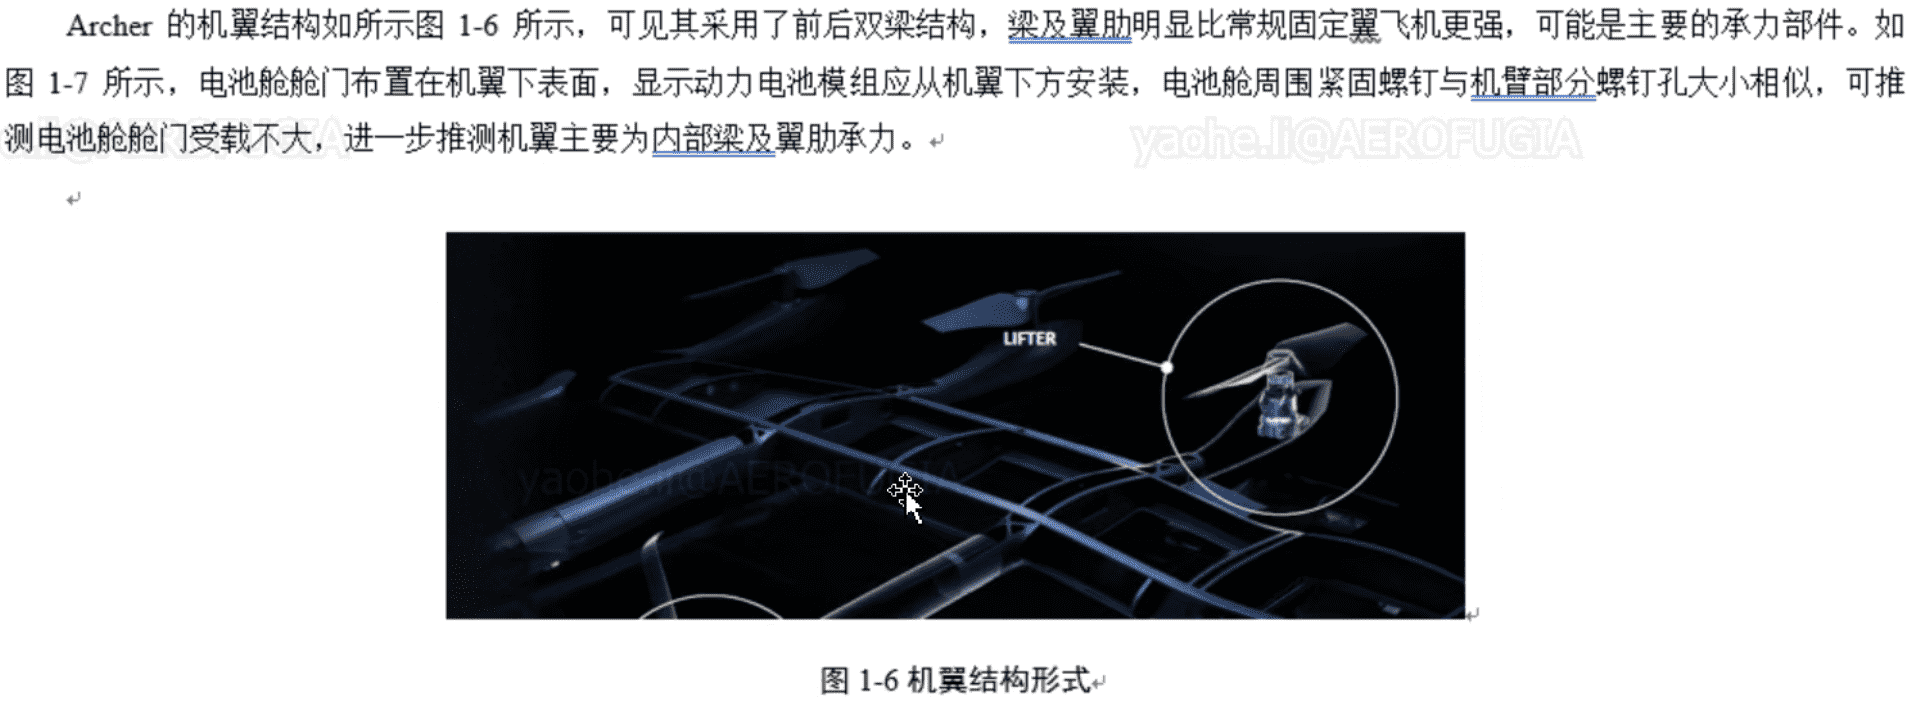 Archer 的机翼结构如所示图 1-6 所示，可见其采用了前后双梁结构，梁及翼肋明显比常规固定翼飞机更强，可能是主要的承力部件。如
图 1-7 所示，电池舱舱门布置在机翼下表面，显示动力电池模组应从机翼下方安装，电池舱周围紧固螺钉与机臂部分螺钉孔大小相似，可推
测电池舱舱门受载不大，进一步推测机翼主要为内部梁及翼肋承力。
li@AEROFUGIA
yaohe.li@AEROFUGIA
LIFTER
yaohe.li@AEROFUGIA
图 1-6 机翼结构形式